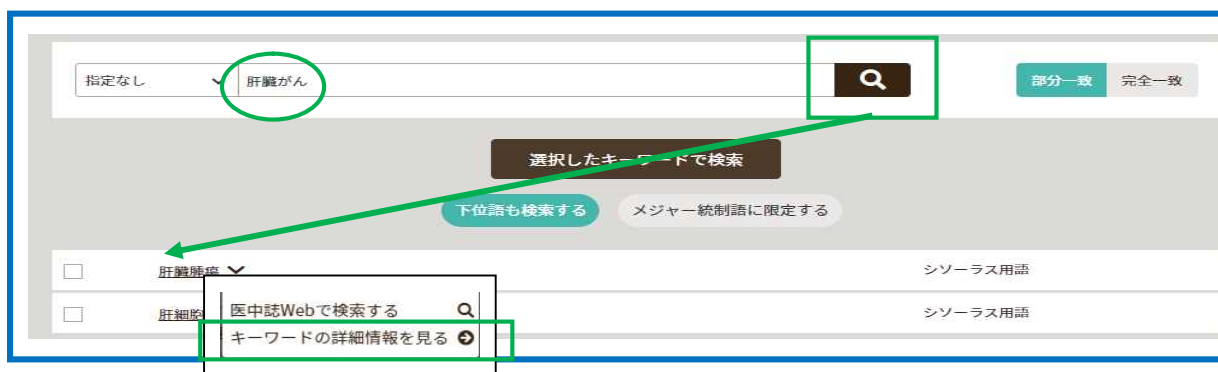 指定なし 肝臓がん 部分一致 完全一致
選択したキーワードで検索
下位語も検索する メジャー統制語に限定する
肝臓腫瘍 シソーラス用語
肝細胞 シソーラス用語
医中誌Webで検索する
キーワードの詳細情報を見る